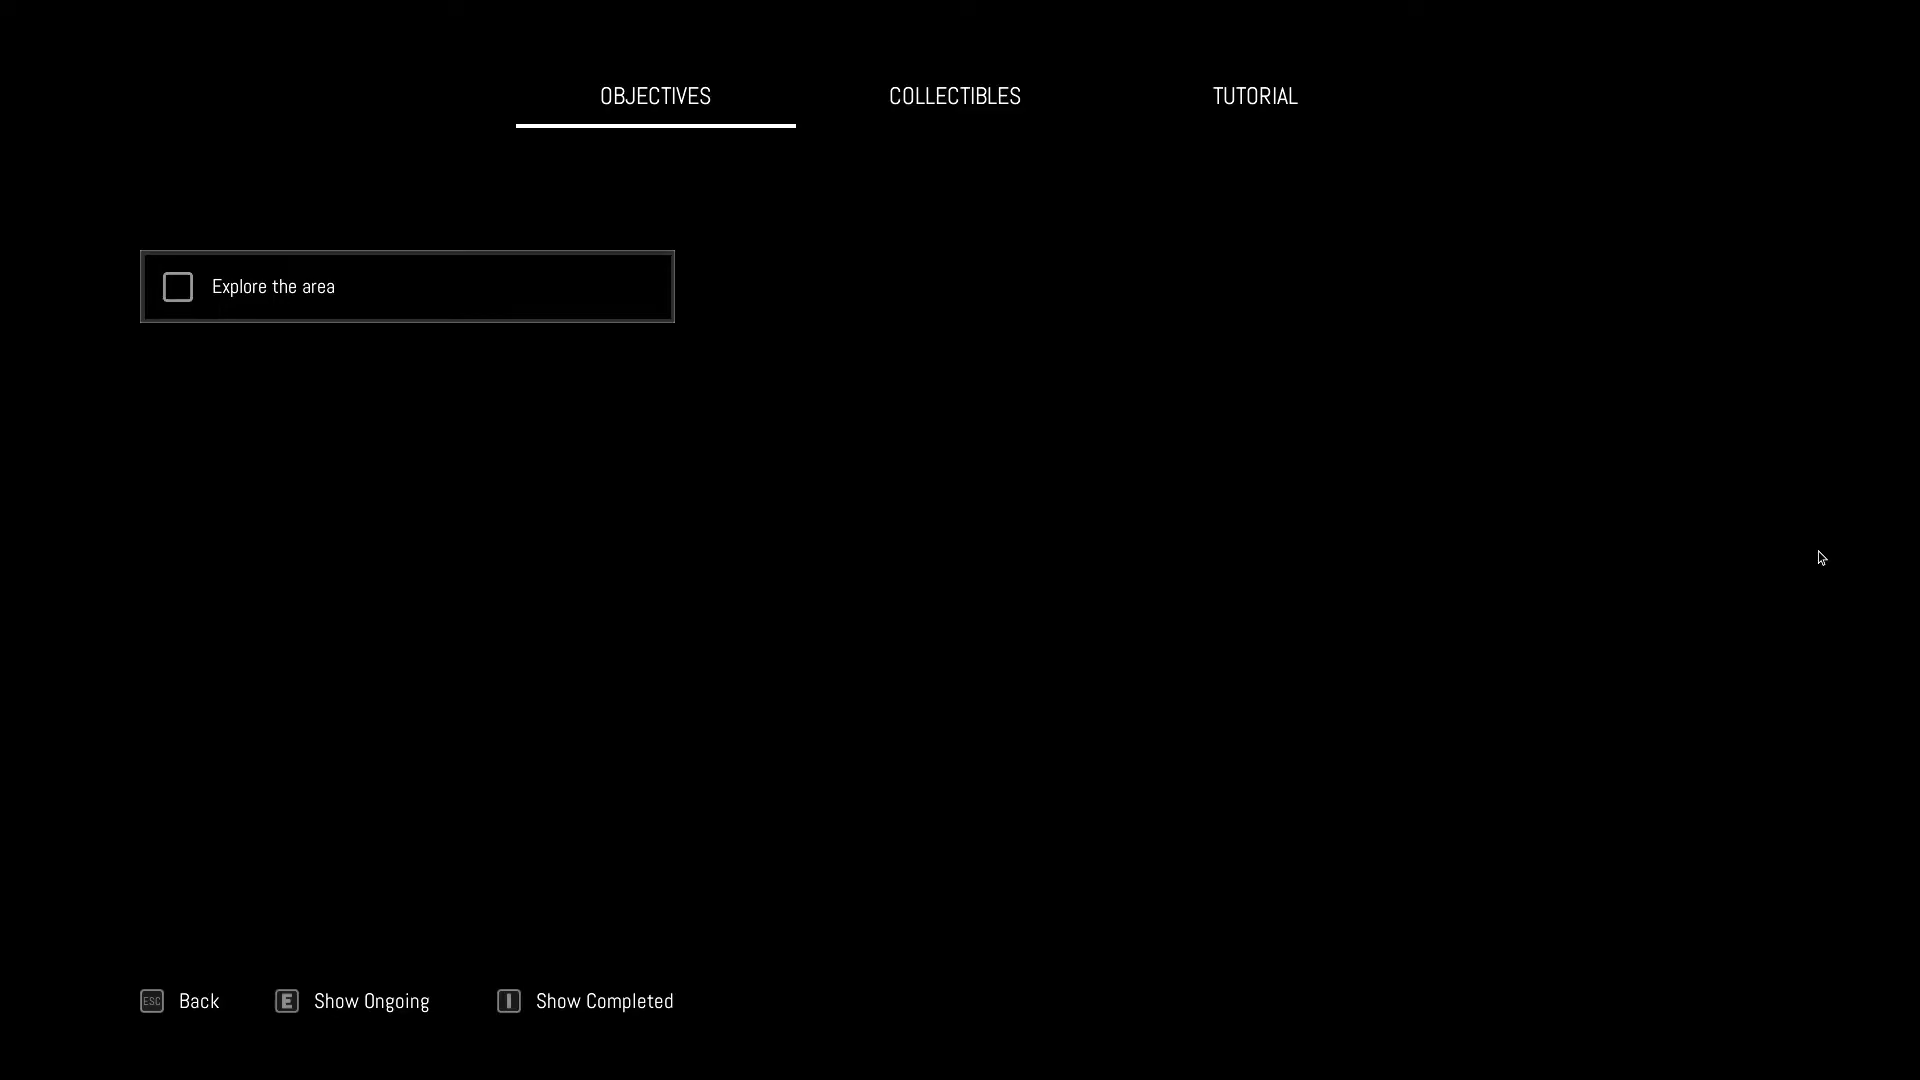 OBJECTIVES COLLECTIBLES TUTORIAL
Explore the area
ESC Back E Show Ongoing I Show Completed